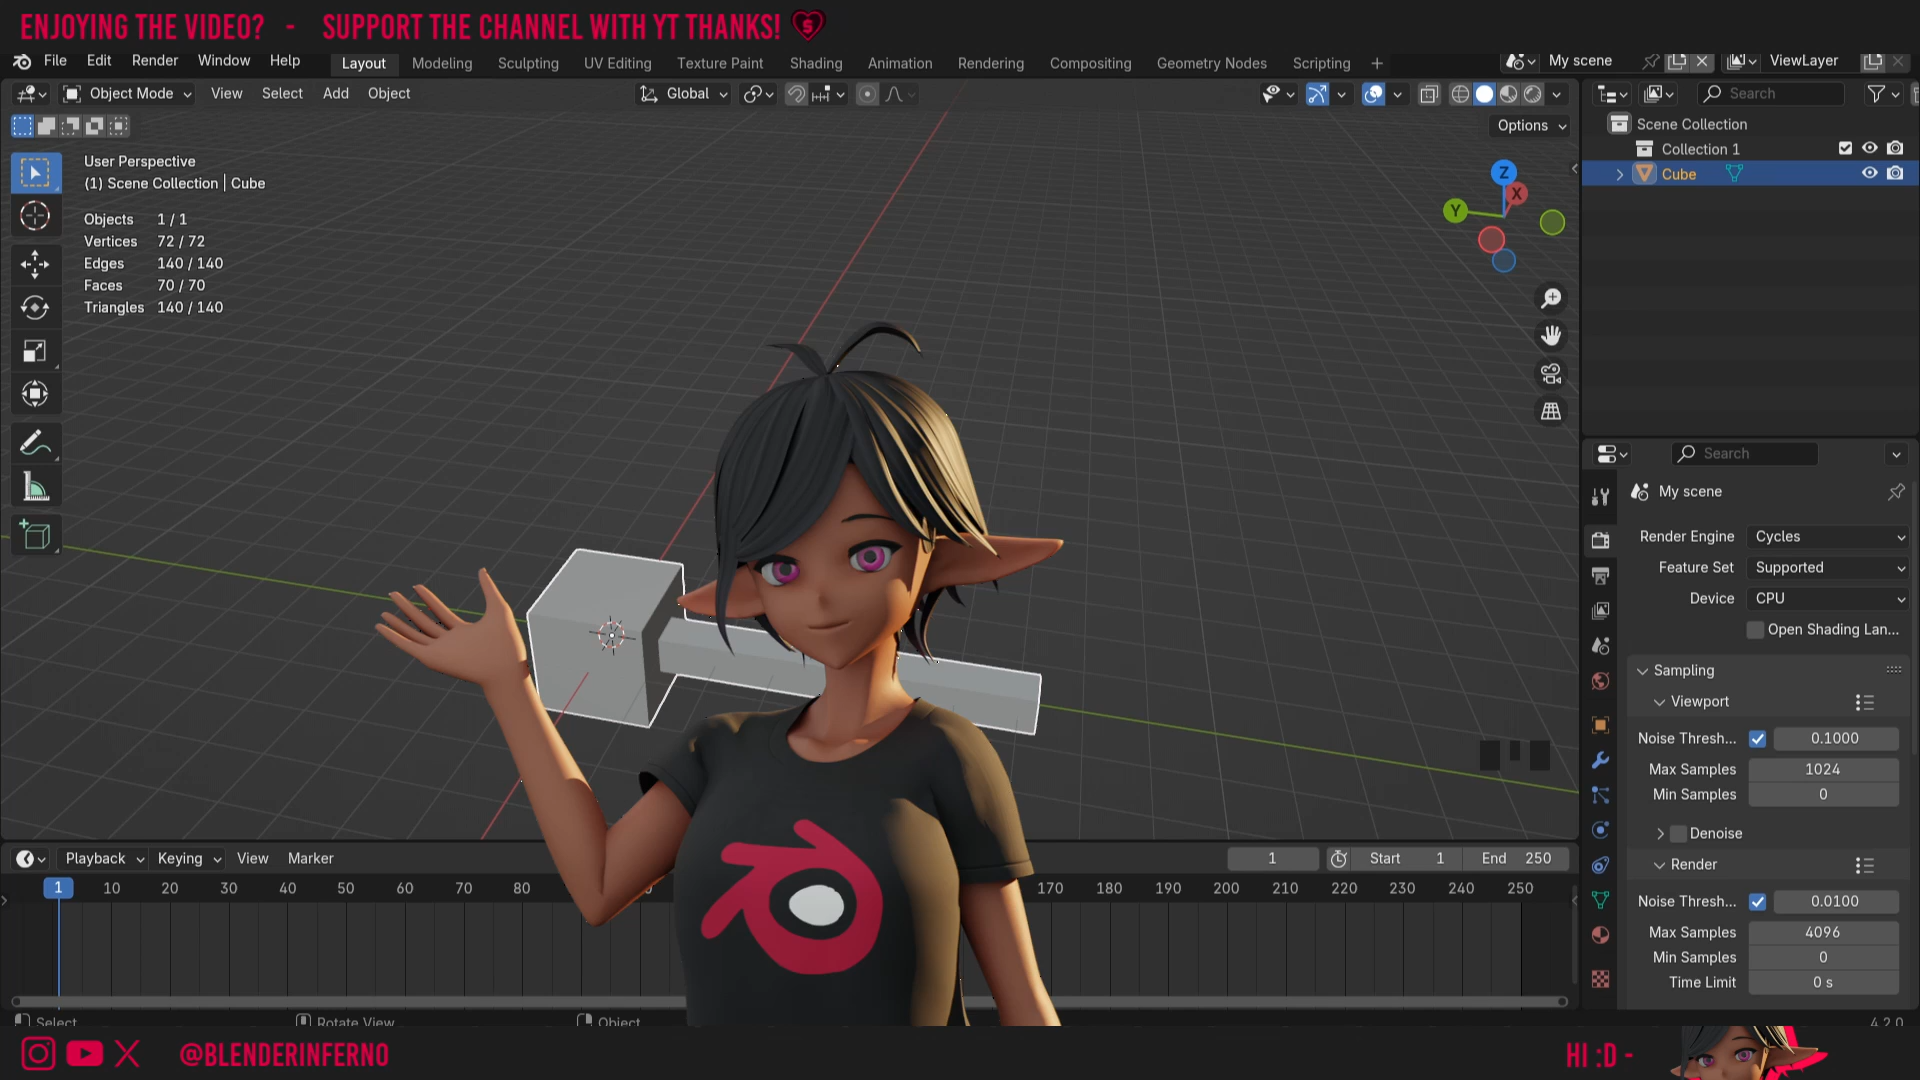 ENJOYING THE VIDEO? - SUPPORT THE CHANNEL WITH YT THANKS!
File Edit Render Window Help Layout Modeling Sculpting UV Editing Texture Paint Shading Animation Rendering Compositing Geometry Nodes Scripting + My scene ViewLayer
Object Mode View Select Add Object Global Search
Options
User Perspective
(1) Scene Collection | Cube
Objects 1 / 1
Vertices 72 / 72
Edges 140 / 140
Faces 70 / 70
Triangles 140 / 140
Z
X
Y
Scene Collection
Collection 1
Cube
Search
My scene
Render Engine Cycles
Feature Set Supported
Device CPU
Open Shading Lan...
Sampling
Viewport
Noise Thresh... 0.1000
Max Samples 1024
Min Samples 0
Denoise
Render
Noise Thresh... 0.0100
Max Samples 4096
Min Samples 0
Time Limit 0 s
Playback Keying View Marker 1 Start 1 End 250
1 10 20 30 40 50 60 70 80 170 180 190 200 210 220 230 240 250
Select Rotate View Object 4.2.0
@BLENDERINFERNO HI :D -